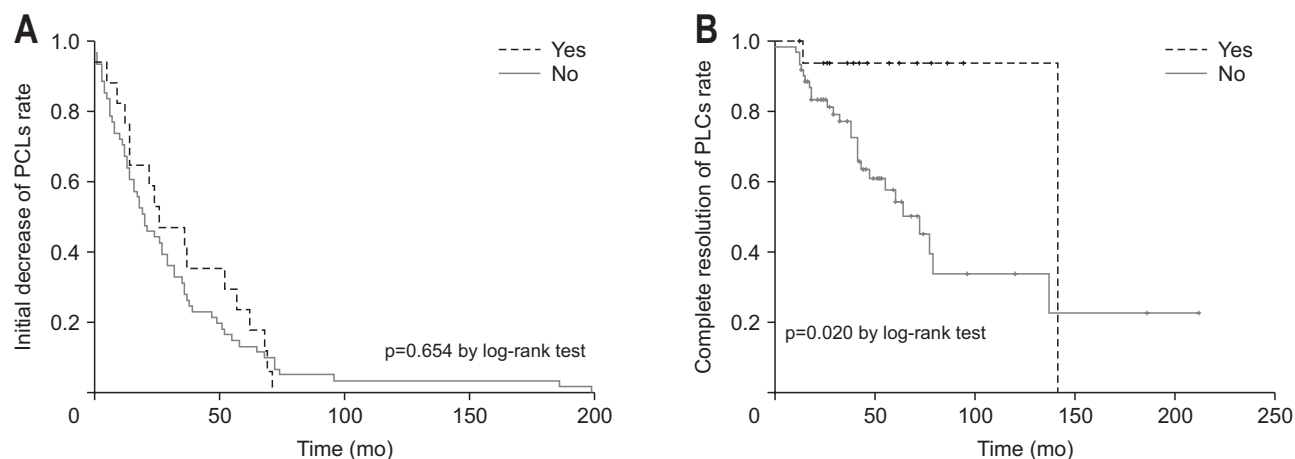 A
Initial decrease of PCLs rate
1.0
0.8
0.6
0.4
0.2
0
50
100
150
200
Time (mo)
Yes
No
p=0.654 by log-rank test
B
Complete resolution of PLCs rate
1.0
0.8
0.6
0.4
0.2
0
50
100
150
200
250
Time (mo)
Yes
No
p=0.020 by log-rank test